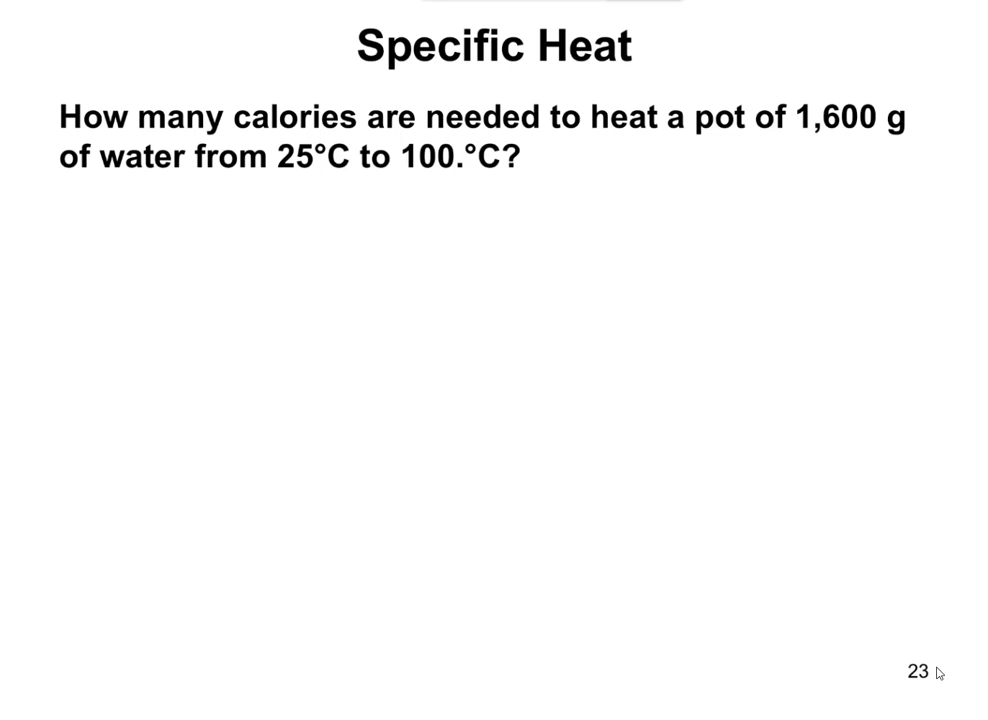 Specific Heat
How many calories are needed to heat a pot of 1,600 g
of water from 25°C to 100.°C?
23